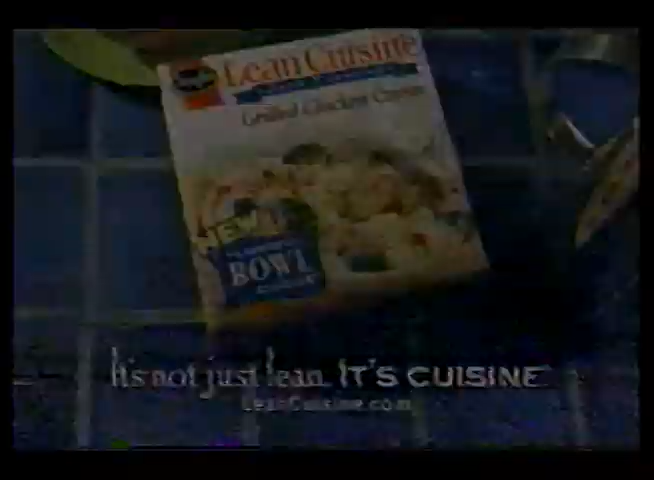 Lean Cuisine
Grilled Chicken Caesar
NEW!
BOWL
It's not just lean. IT'S CUISINE
LeanCuisine.com